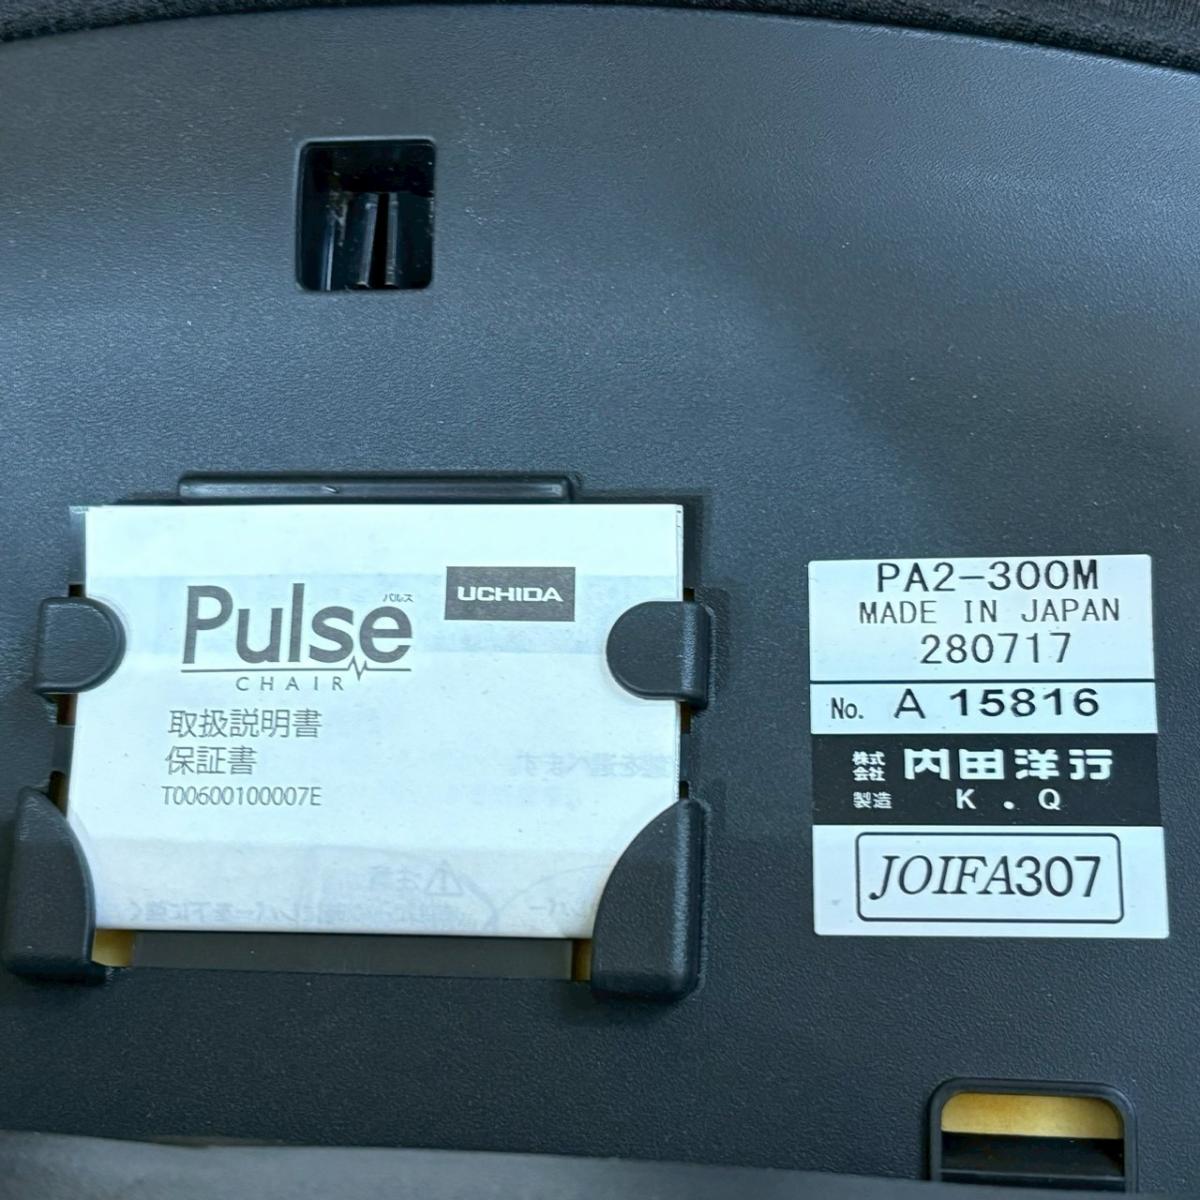 Pulse
パルス
CHAIR
UCHIDA
取扱説明書
保証書
T00600100007E
PA2-300M
MADE IN JAPAN
280717
No. A 15816
株式会社 内田洋行
製造 K.Q
JOIFA307